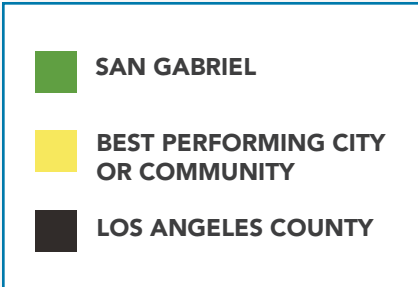 SAN GABRIEL
BEST PERFORMING CITY
OR COMMUNITY
LOS ANGELES COUNTY